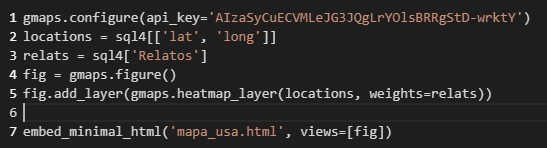 1 gmaps.configure(api_key='AIzaSyCuECVMLeJG3JQgLrYOlsBRRgStD-wrktY')
2 locations = sql4[['lat', 'long']]
3 relats = sql4['Relatos']
4 fig = gmaps.figure()
5 fig.add_layer(gmaps.heatmap_layer(locations, weights=relats))
6
7 embed_minimal_html('mapa_usa.html', views=[fig])